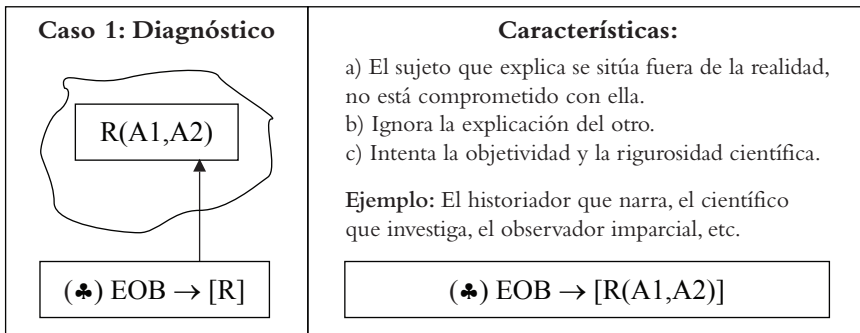 Caso 1: Diagnóstico
R(A1,A2)
(♣) EOB → [R]
Características:
a) El sujeto que explica se sitúa fuera de la realidad,
no está comprometido con ella.
b) Ignora la explicación del otro.
c) Intenta la objetividad y la rigurosidad científica.
Ejemplo: El historiador que narra, el científico
que investiga, el observador imparcial, etc.
(♣) EOB → [R(A1,A2)]